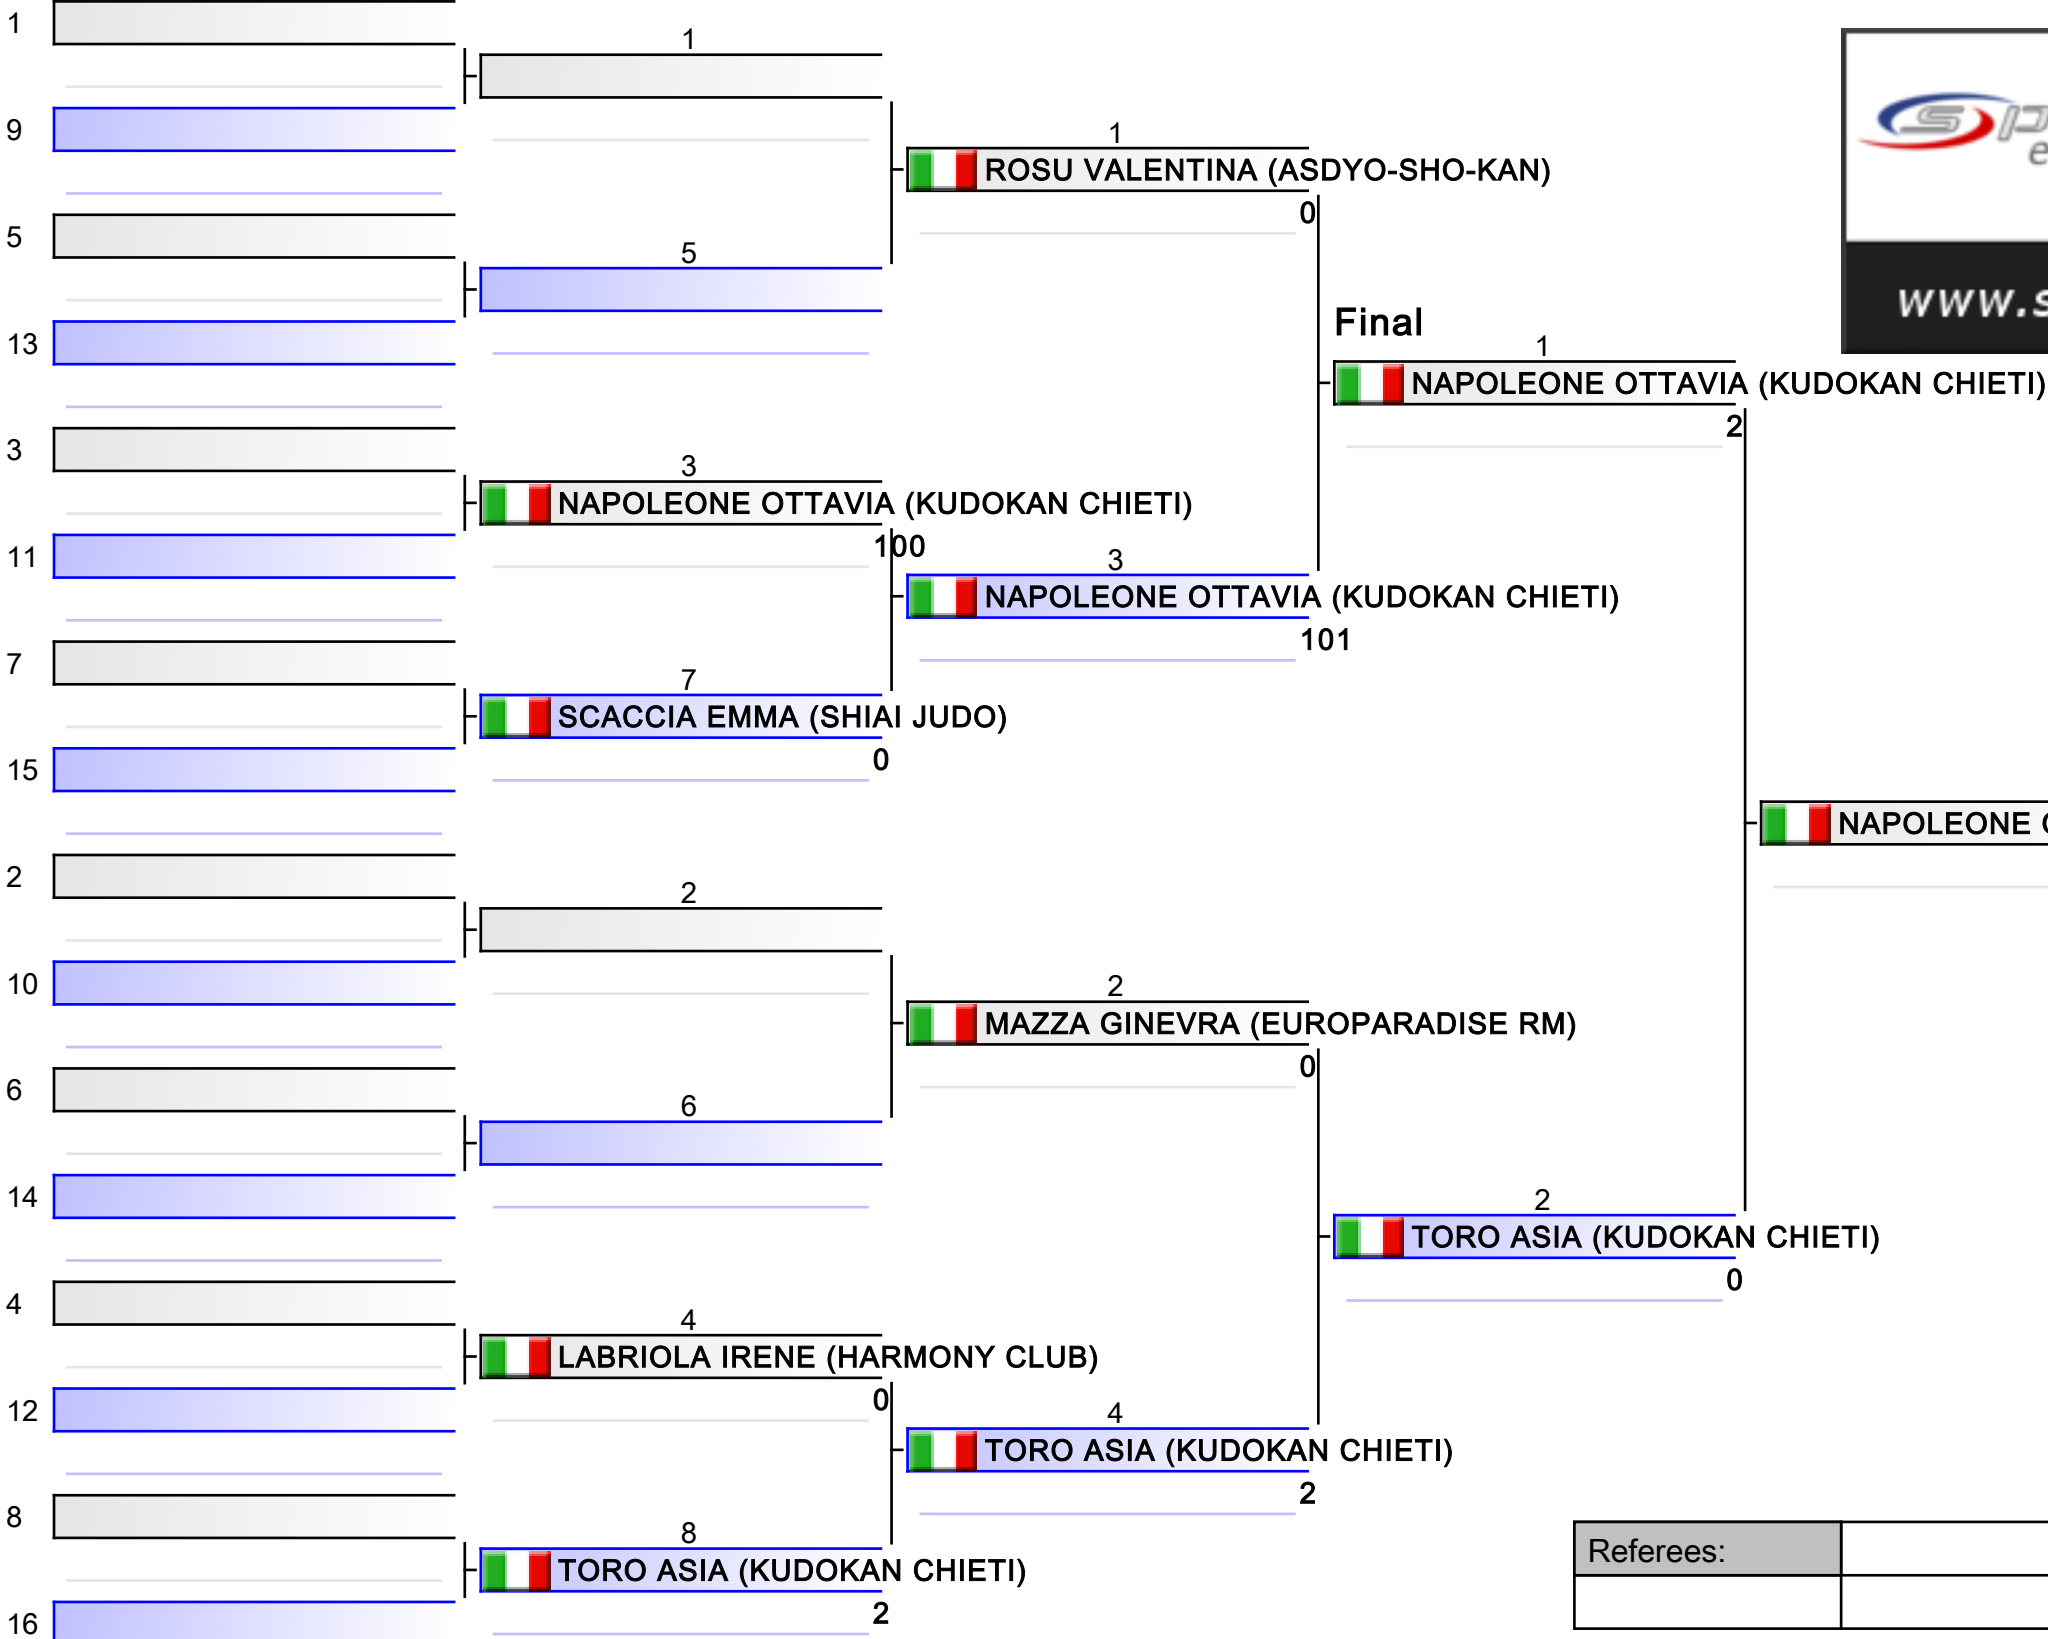 1
1
9
1
ROSU VALENTINA (ASDYO-SHO-KAN)
0
5
5
13
Final
1
NAPOLEONE OTTAVIA (KUDOKAN CHIETI)
2
3
3
NAPOLEONE OTTAVIA (KUDOKAN CHIETI)
100
11
3
NAPOLEONE OTTAVIA (KUDOKAN CHIETI)
101
7
7
SCACCIA EMMA (SHIAI JUDO)
0
15
NAPOLEONE
2
2
10
2
MAZZA GINEVRA (EUROPARADISE RM)
0
6
6
14
2
TORO ASIA (KUDOKAN CHIETI)
0
4
4
LABRIOLA IRENE (HARMONY CLUB)
0
12
4
TORO ASIA (KUDOKAN CHIETI)
2
8
8
TORO ASIA (KUDOKAN CHIETI)
2
16
sp
e
www.s
Referees: